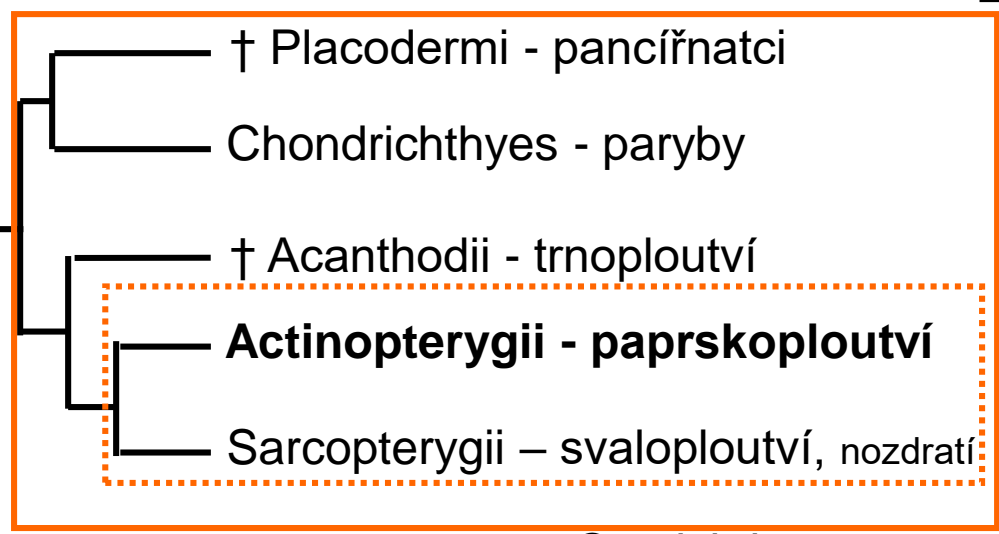 † Placodermi - pancířnatci
Chondrichthyes - paryby
† Acanthodii - trnoploutví
Actinopterygii - paprskoploutví
Sarcopterygii – svaloploutví, nozdratí